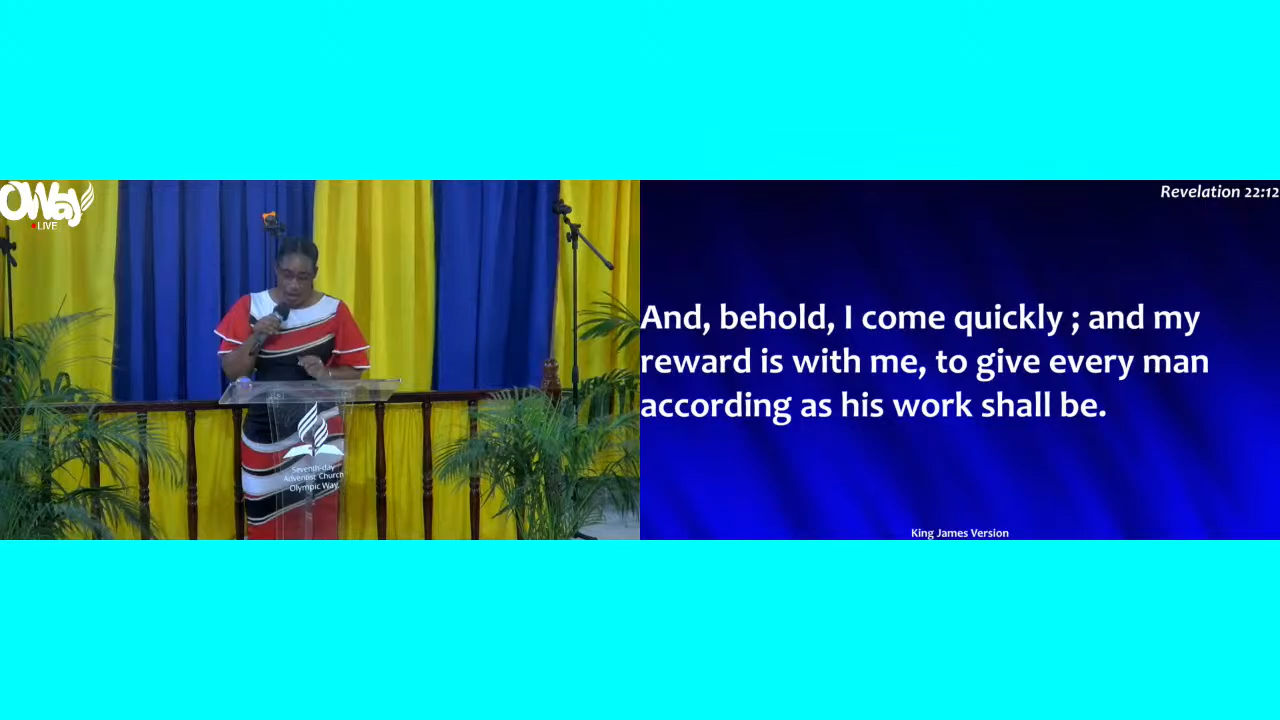 OWay
LIVE
Seventh-day
Adventist Church
Olympic Way
Revelation 22:12
And, behold, I come quickly ; and my
reward is with me, to give every man
according as his work shall be.
King James Version